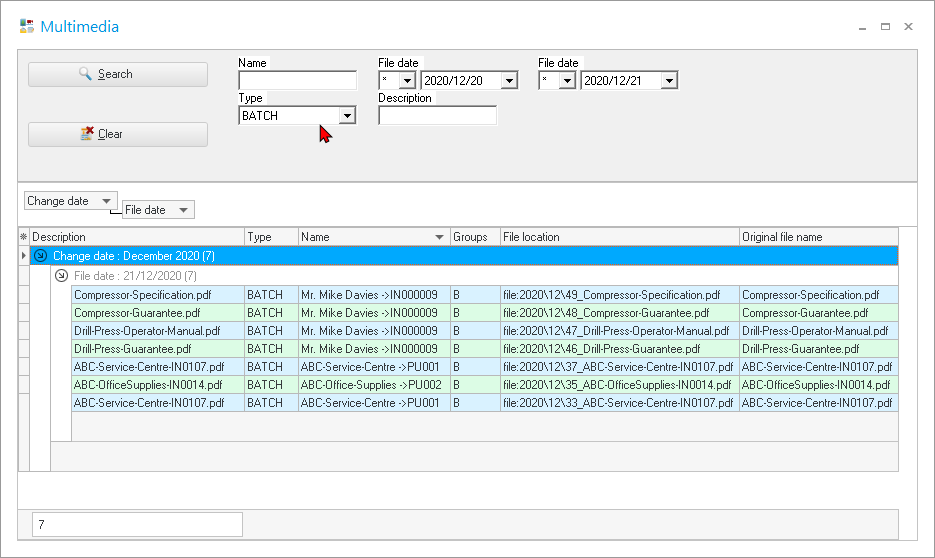 Multimedia
Search
Name
File date
File date
* 2020/12/20
* 2020/12/21
Type
Description
BATCH
Clear
Change date
File date
Description Type Name Groups File location Original file name
Change date : December 2020 (7)
File date : 21/12/2020 (7)
Compressor-Specification.pdf BATCH Mr. Mike Davies ->IN000009 B file:2020\12\49_Compressor-Specification.pdf Compressor-Specification.pdf
Compressor-Guarantee.pdf BATCH Mr. Mike Davies ->IN000009 B file:2020\12\48_Compressor-Guarantee.pdf Compressor-Guarantee.pdf
Drill-Press-Operator-Manual.pdf BATCH Mr. Mike Davies ->IN000009 B file:2020\12\47_Drill-Press-Operator-Manual.pdf Drill-Press-Operator-Manual.pdf
Drill-Press-Guarantee.pdf BATCH Mr. Mike Davies ->IN000009 B file:2020\12\46_Drill-Press-Guarantee.pdf Drill-Press-Guarantee.pdf
ABC-Service-Centre-IN0107.pdf BATCH ABC-Service-Centre ->PU001 B file:2020\12\37_ABC-Service-Centre-IN0107.pdf ABC-Service-Centre-IN0107.pdf
ABC-OfficeSupplies-IN0014.pdf BATCH ABC-Office-Supplies ->PU002 B file:2020\12\35_ABC-OfficeSupplies-IN0014.pdf ABC-OfficeSupplies-IN0014.pdf
ABC-Service-Centre-IN0107.pdf BATCH ABC-Service-Centre ->PU001 B file:2020\12\33_ABC-Service-Centre-IN0107.pdf ABC-Service-Centre-IN0107.pdf
7